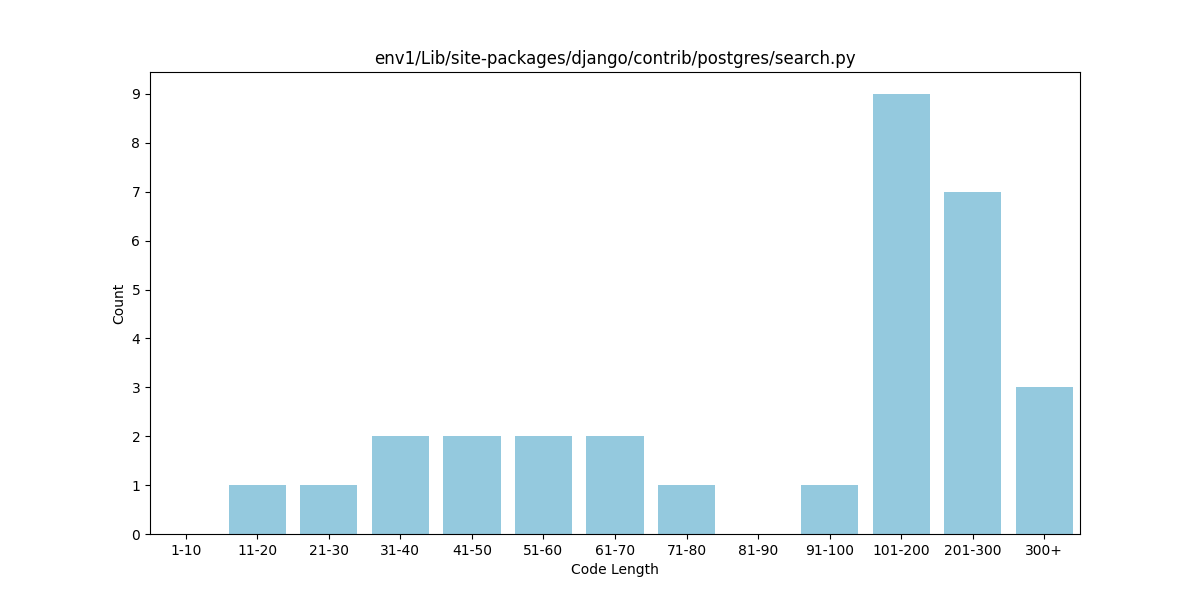 env1/Lib/site-packages/django/contrib/postgres/search.py
Count
9
8
7
6
5
4
3
2
1
0
1-10 11-20 21-30 31-40 41-50 51-60 61-70 71-80 81-90 91-100 101-200 201-300 300+
Code Length